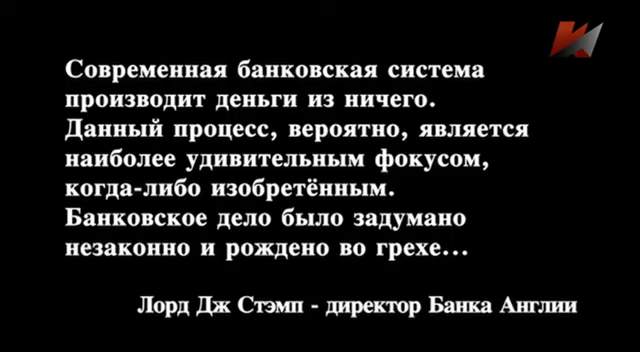 Современная банковская система
производит деньги из ничего.
Данный процесс, вероятно, является
наиболее удивительным фокусом,
когда-либо изобретённым.
Банковское дело было задумано
незаконно и рождено во грехе...
Лорд Дж Стэмп - директор Банка Англии